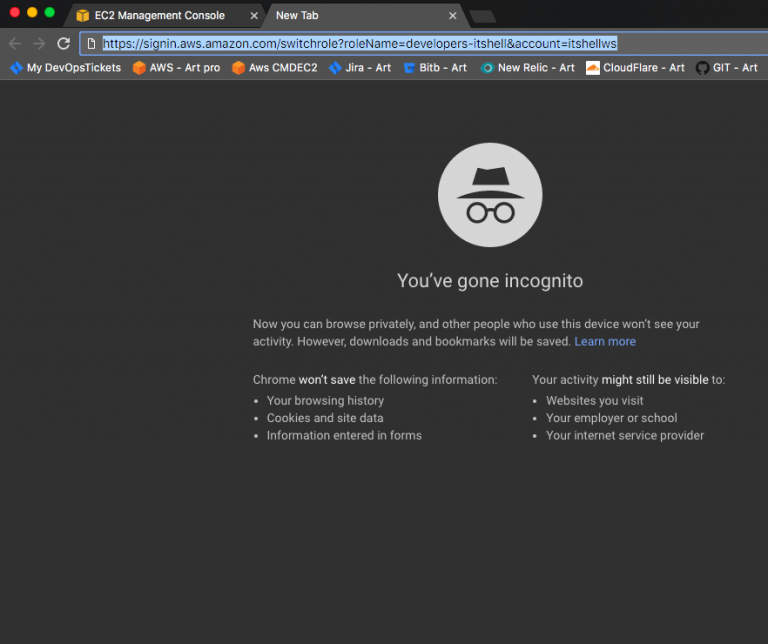 EC2 Management Console
New Tab
https://signin.aws.amazon.com/switchrole?roleName=developers-itshell&account=itshellws
My DevOpsTickets AWS - Art pro Aws CMDEC2 Jira - Art Bitb - Art New Relic - Art CloudFlare - Art GIT - Art
You've gone incognito
Now you can browse privately, and other people who use this device won't see your
activity. However, downloads and bookmarks will be saved. Learn more
Chrome won't save the following information:
• Your browsing history
• Cookies and site data
• Information entered in forms
Your activity might still be visible to:
• Websites you visit
• Your employer or school
• Your internet service provider